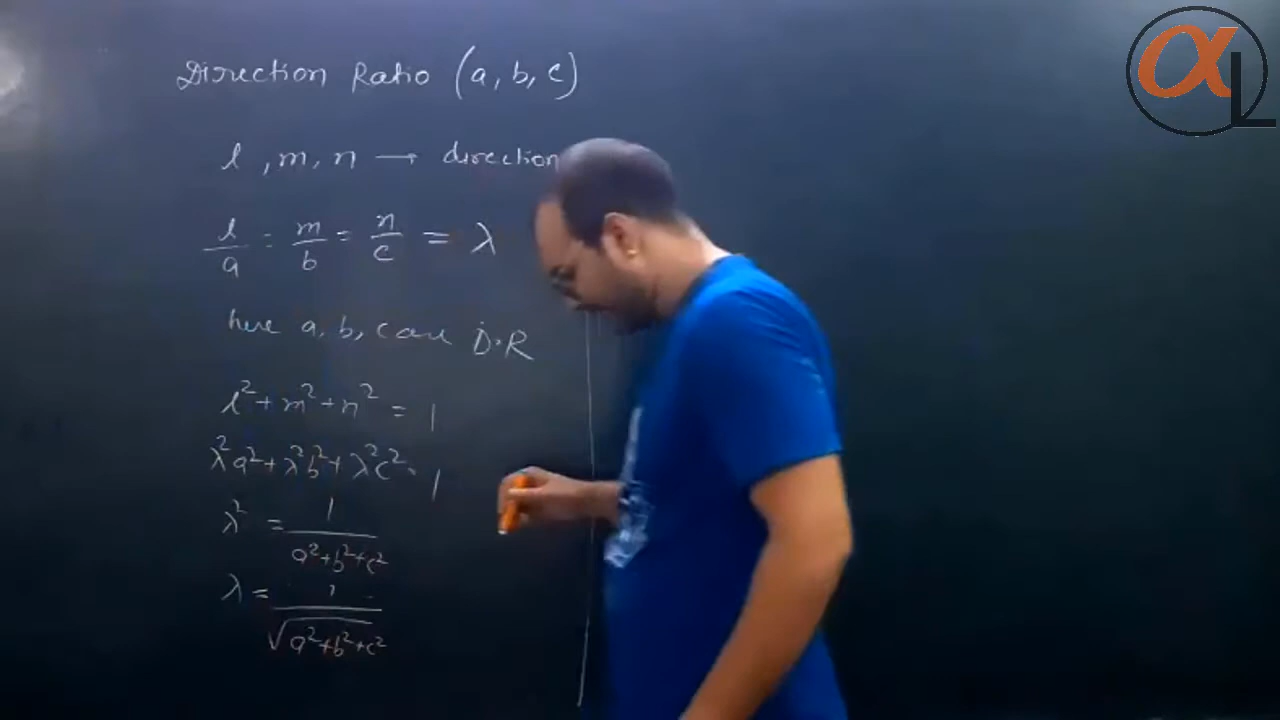 Direction Ratio (a, b, c)
l, m, n → direction
l/a = m/b = n/c = λ
here a, b, c are D.R
l² + m² + n² = 1
λ²a² + λ²b² + λ²c² = 1
λ² = 1/(a²+b²+c²)
λ = 1/√(a²+b²+c²)
αL